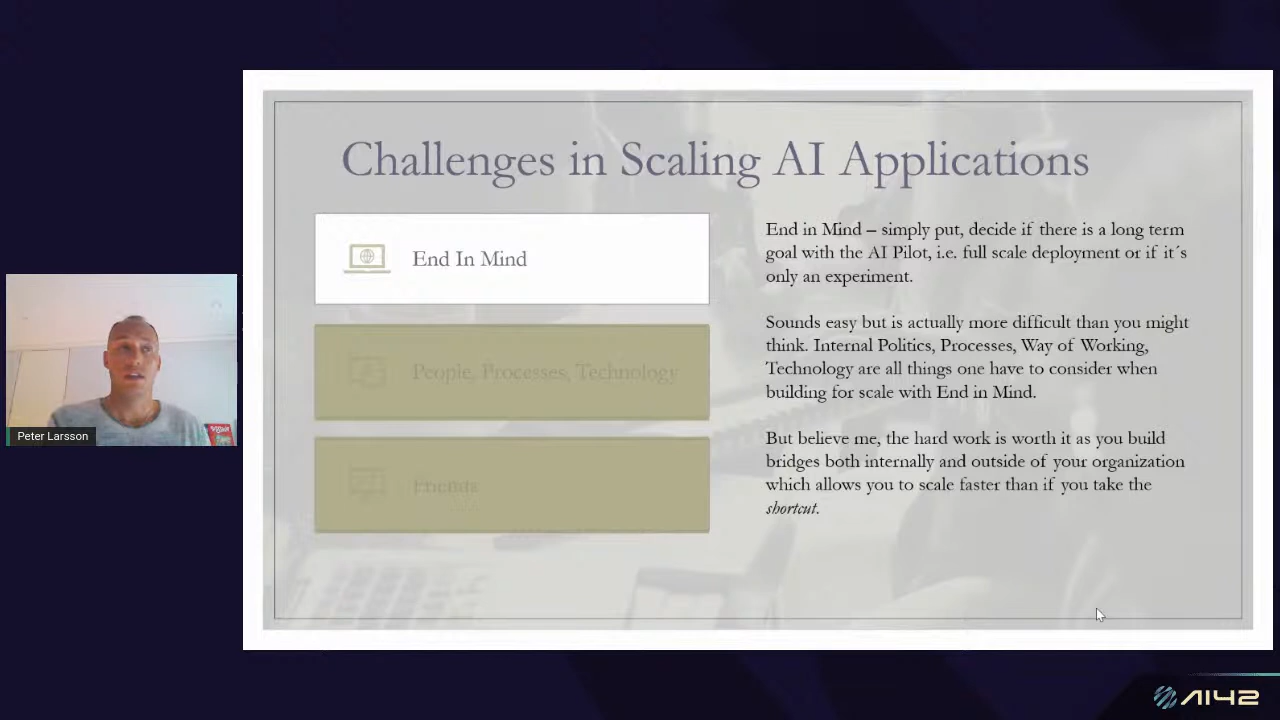 Challenges in Scaling AI Applications
End In Mind
People, Processes, Technology
End in Mind – simply put, decide if there is a long term
goal with the AI Pilot, i.e. full scale deployment or if it´s
only an experiment.
Sounds easy but is actually more difficult than you might
think. Internal Politics, Processes, Way of Working,
Technology are all things one have to consider when
building for scale with End in Mind.
But believe me, the hard work is worth it as you build
bridges both internally and outside of your organization
which allows you to scale faster than if you take the
shortcut.
Peter Larsson
AI42